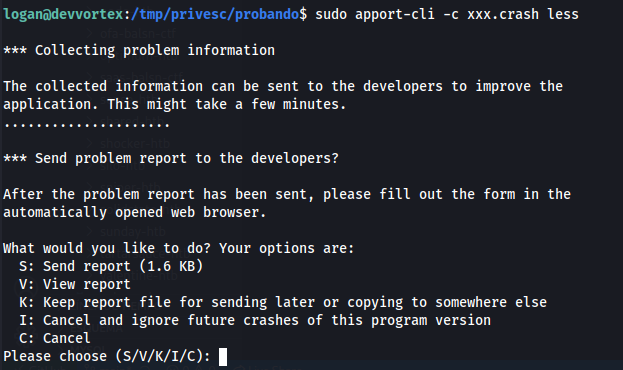 logan@devvortex:/tmp/privesc/probando$ sudo apport-cli -c xxx.crash less
*** Collecting problem information
The collected information can be sent to the developers to improve the
application. This might take a few minutes.
.....................
*** Send problem report to the developers?
After the problem report has been sent, please fill out the form in the
automatically opened web browser.
What would you like to do? Your options are:
S: Send report (1.6 KB)
V: View report
K: Keep report file for sending later or copying to somewhere else
I: Cancel and ignore future crashes of this program version
C: Cancel
Please choose (S/V/K/I/C):